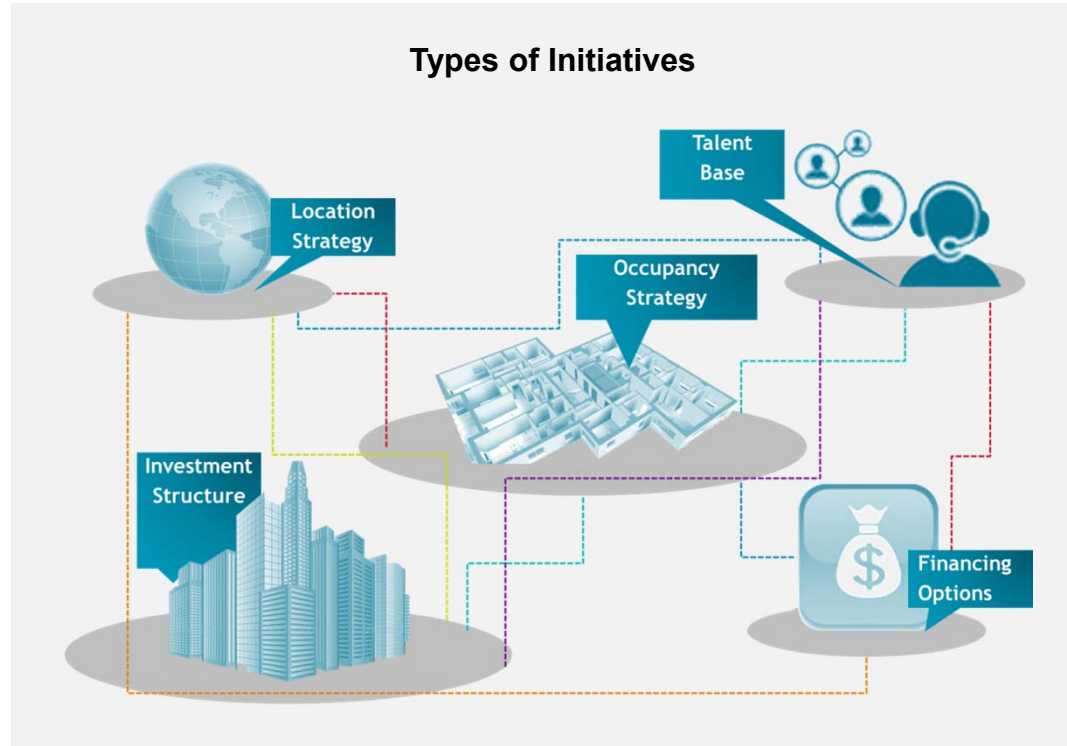 Types of Initiatives
Talent
Base
Location
Strategy
Occupancy
Strategy
Investment
Structure
$
Financing
Options